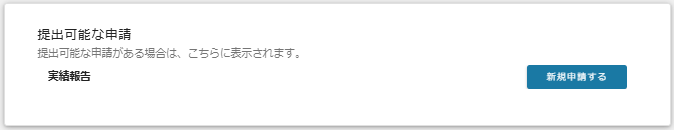 提出可能な申請
提出可能な申請がある場合は、こちらに表示されます。
実績報告
新規申請する